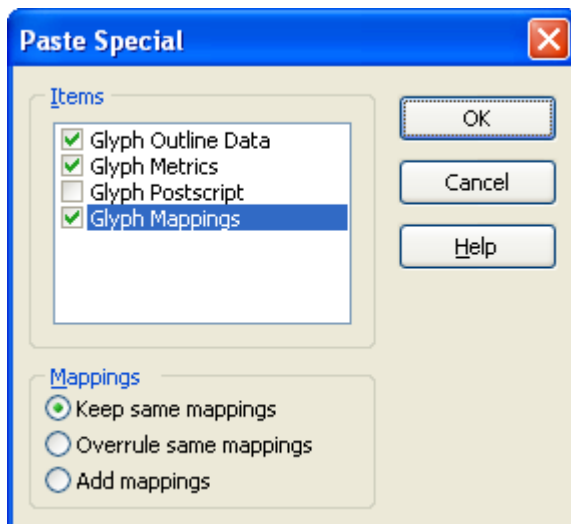 Paste Special
Items
Glyph Outline Data
Glyph Metrics
Glyph Postscript
Glyph Mappings
OK
Cancel
Help
Mappings
Keep same mappings
Overrule same mappings
Add mappings